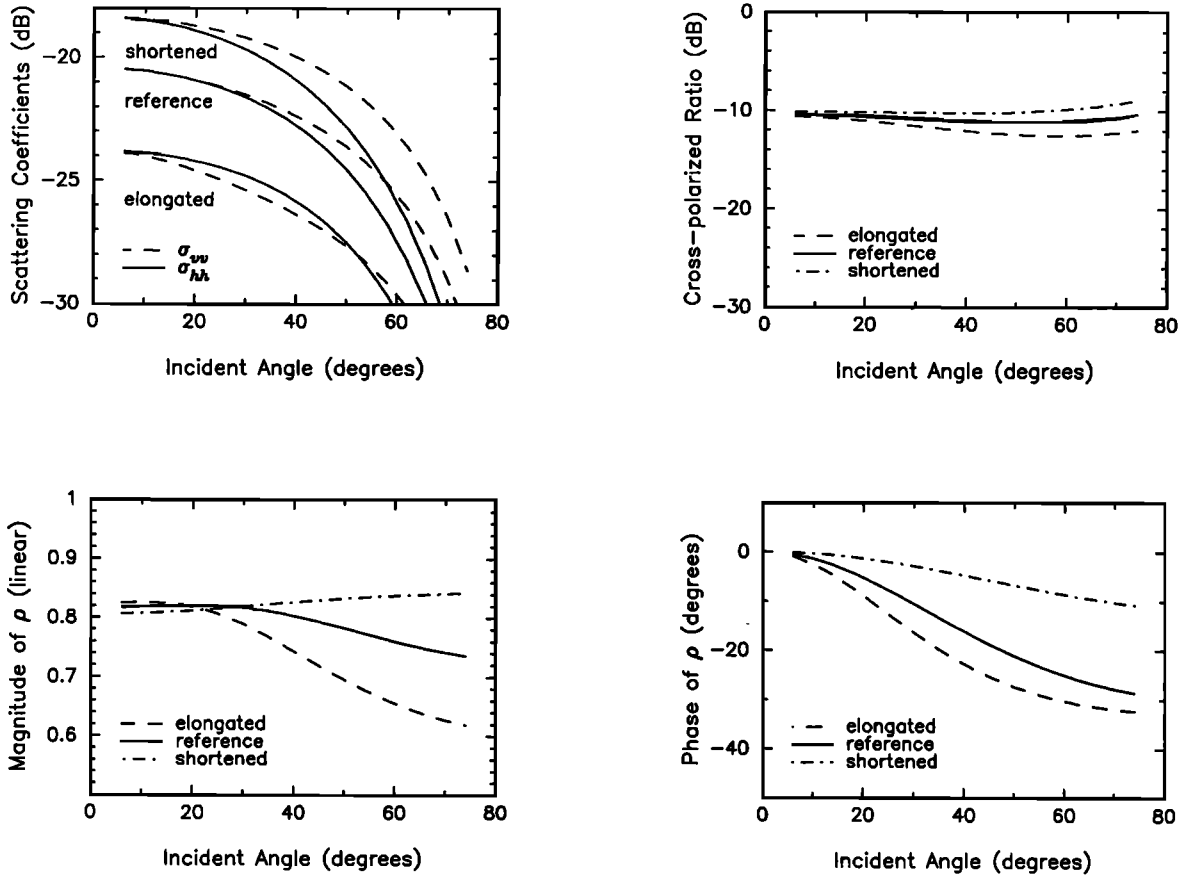 Scattering Coefficients (dB)
-20
-25
-30
shortened
reference
elongated
σvv
σhh
0
20
40
60
80
Incident Angle (degrees)
Cross-polarized Ratio (dB)
0
-10
-20
-30
elongated
reference
shortened
0
20
40
60
80
Incident Angle (degrees)
Magnitude of ρ (linear)
1
0.9
0.8
0.7
0.6
elongated
reference
shortened
0
20
40
60
80
Incident Angle (degrees)
Phase of ρ (degrees)
0
-20
-40
elongated
reference
shortened
0
20
40
60
80
Incident Angle (degrees)